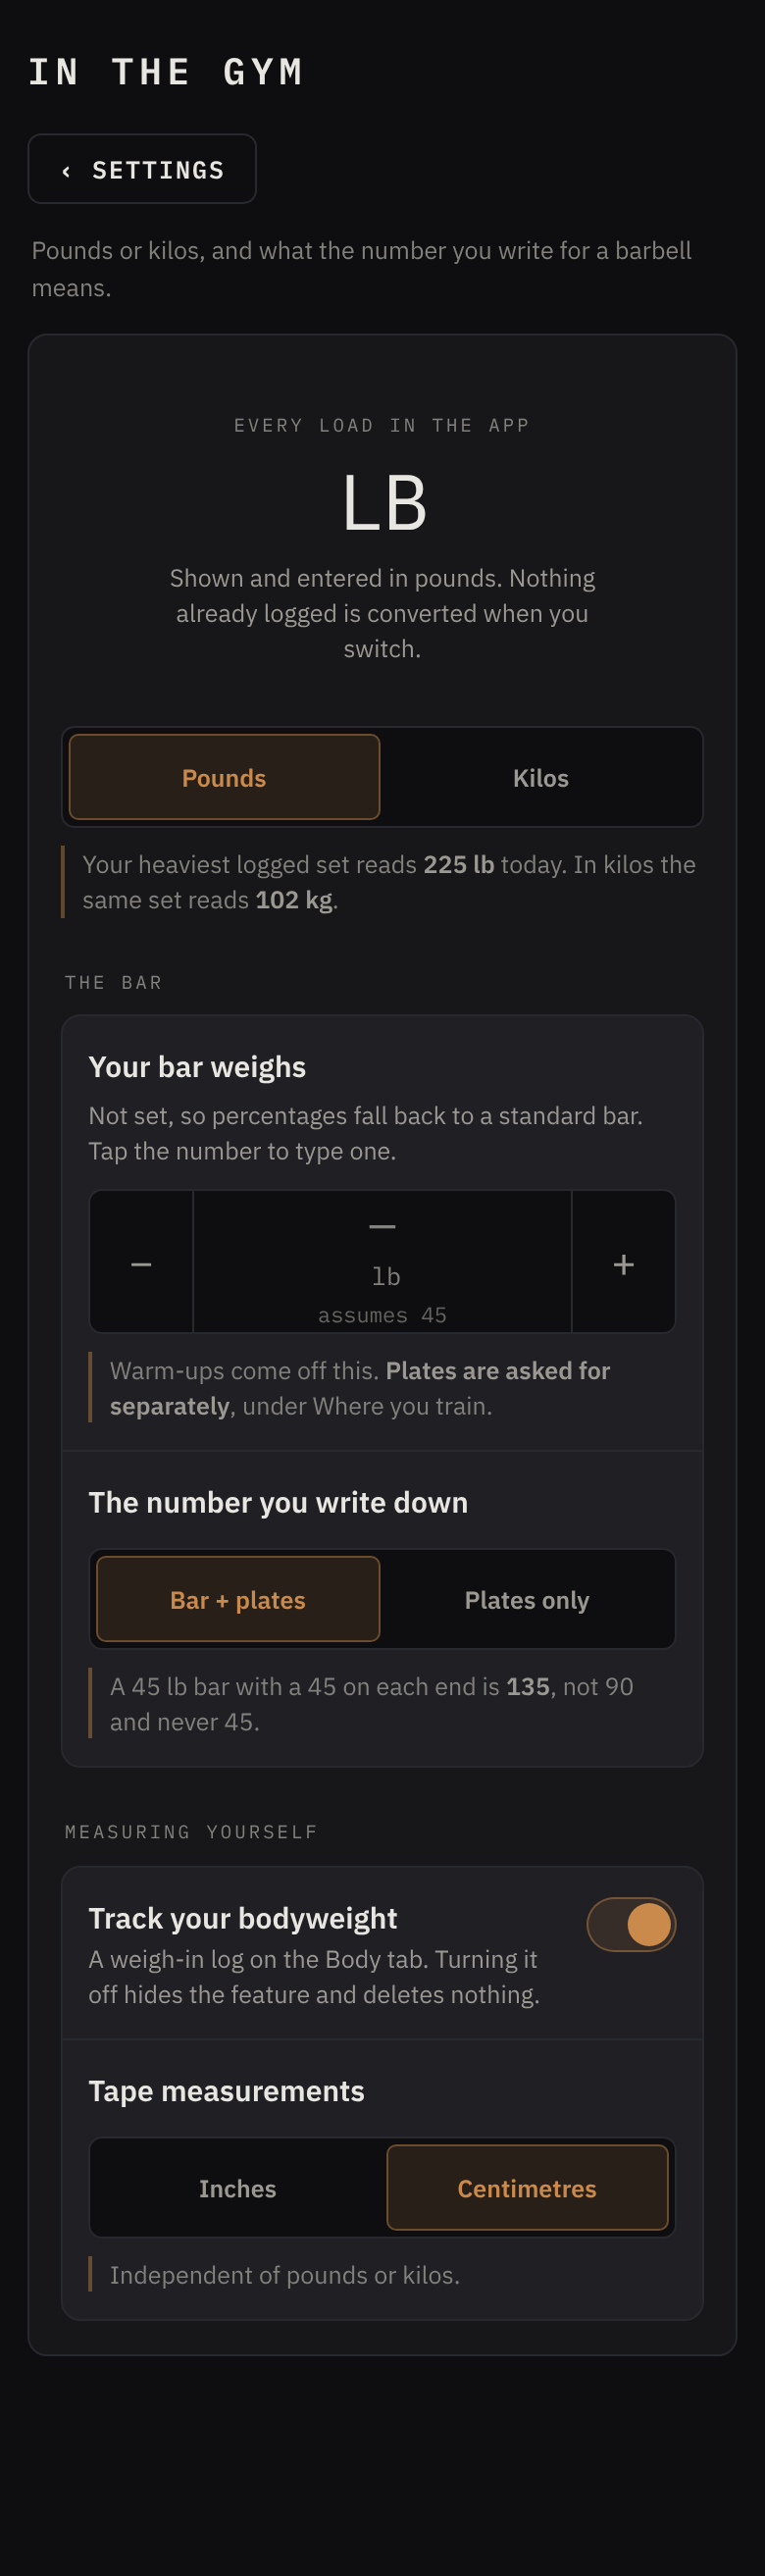 IN THE GYM
‹ SETTINGS
Pounds or kilos, and what the number you write for a barbell
means.
EVERY LOAD IN THE APP
LB
Shown and entered in pounds. Nothing
already logged is converted when you
switch.
Pounds
Kilos
Your heaviest logged set reads 225 lb today. In kilos the
same set reads 102 kg.
THE BAR
Your bar weighs
Not set, so percentages fall back to a standard bar.
Tap the number to type one.
−
—
lb
assumes 45
+
Warm-ups come off this. Plates are asked for
separately, under Where you train.
The number you write down
Bar + plates
Plates only
A 45 lb bar with a 45 on each end is 135, not 90
and never 45.
MEASURING YOURSELF
Track your bodyweight
A weigh-in log on the Body tab. Turning it
off hides the feature and deletes nothing.
Tape measurements
Inches
Centimetres
Independent of pounds or kilos.